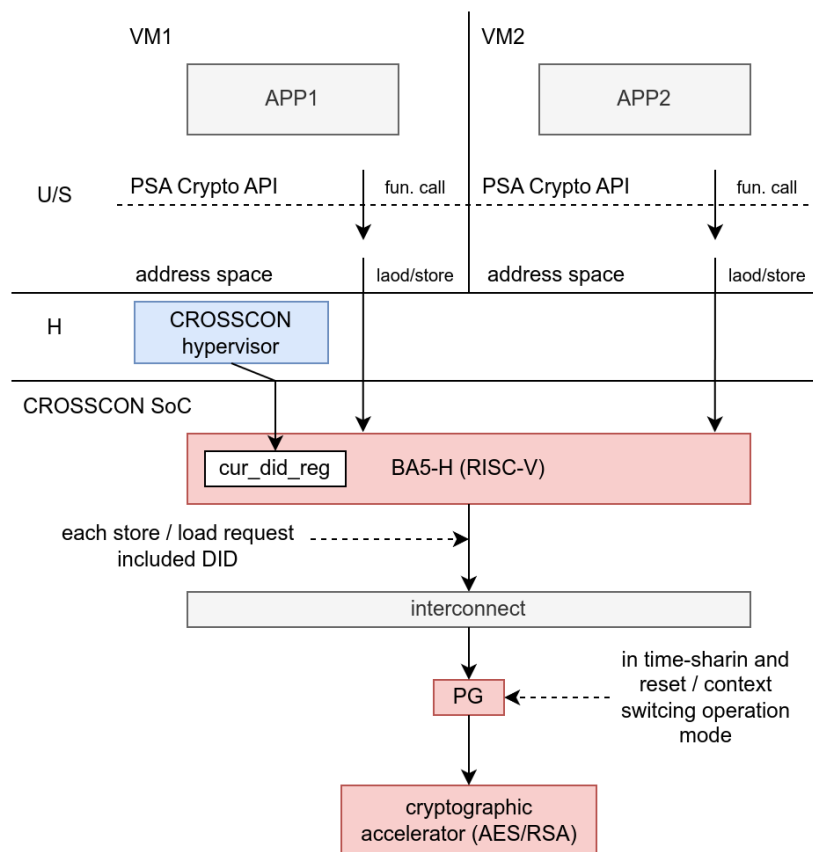 VM1
VM2
APP1
APP2
U/S
PSA Crypto API
fun. call
PSA Crypto API
fun. call
address space
laod/store
address space
laod/store
H
CROSSCON
hypervisor
CROSSCON SoC
cur_did_reg
BA5-H (RISC-V)
each store / load request
included DID
interconnect
PG
in time-sharin and
reset / context
switcing operation
mode
cryptographic
accelerator (AES/RSA)